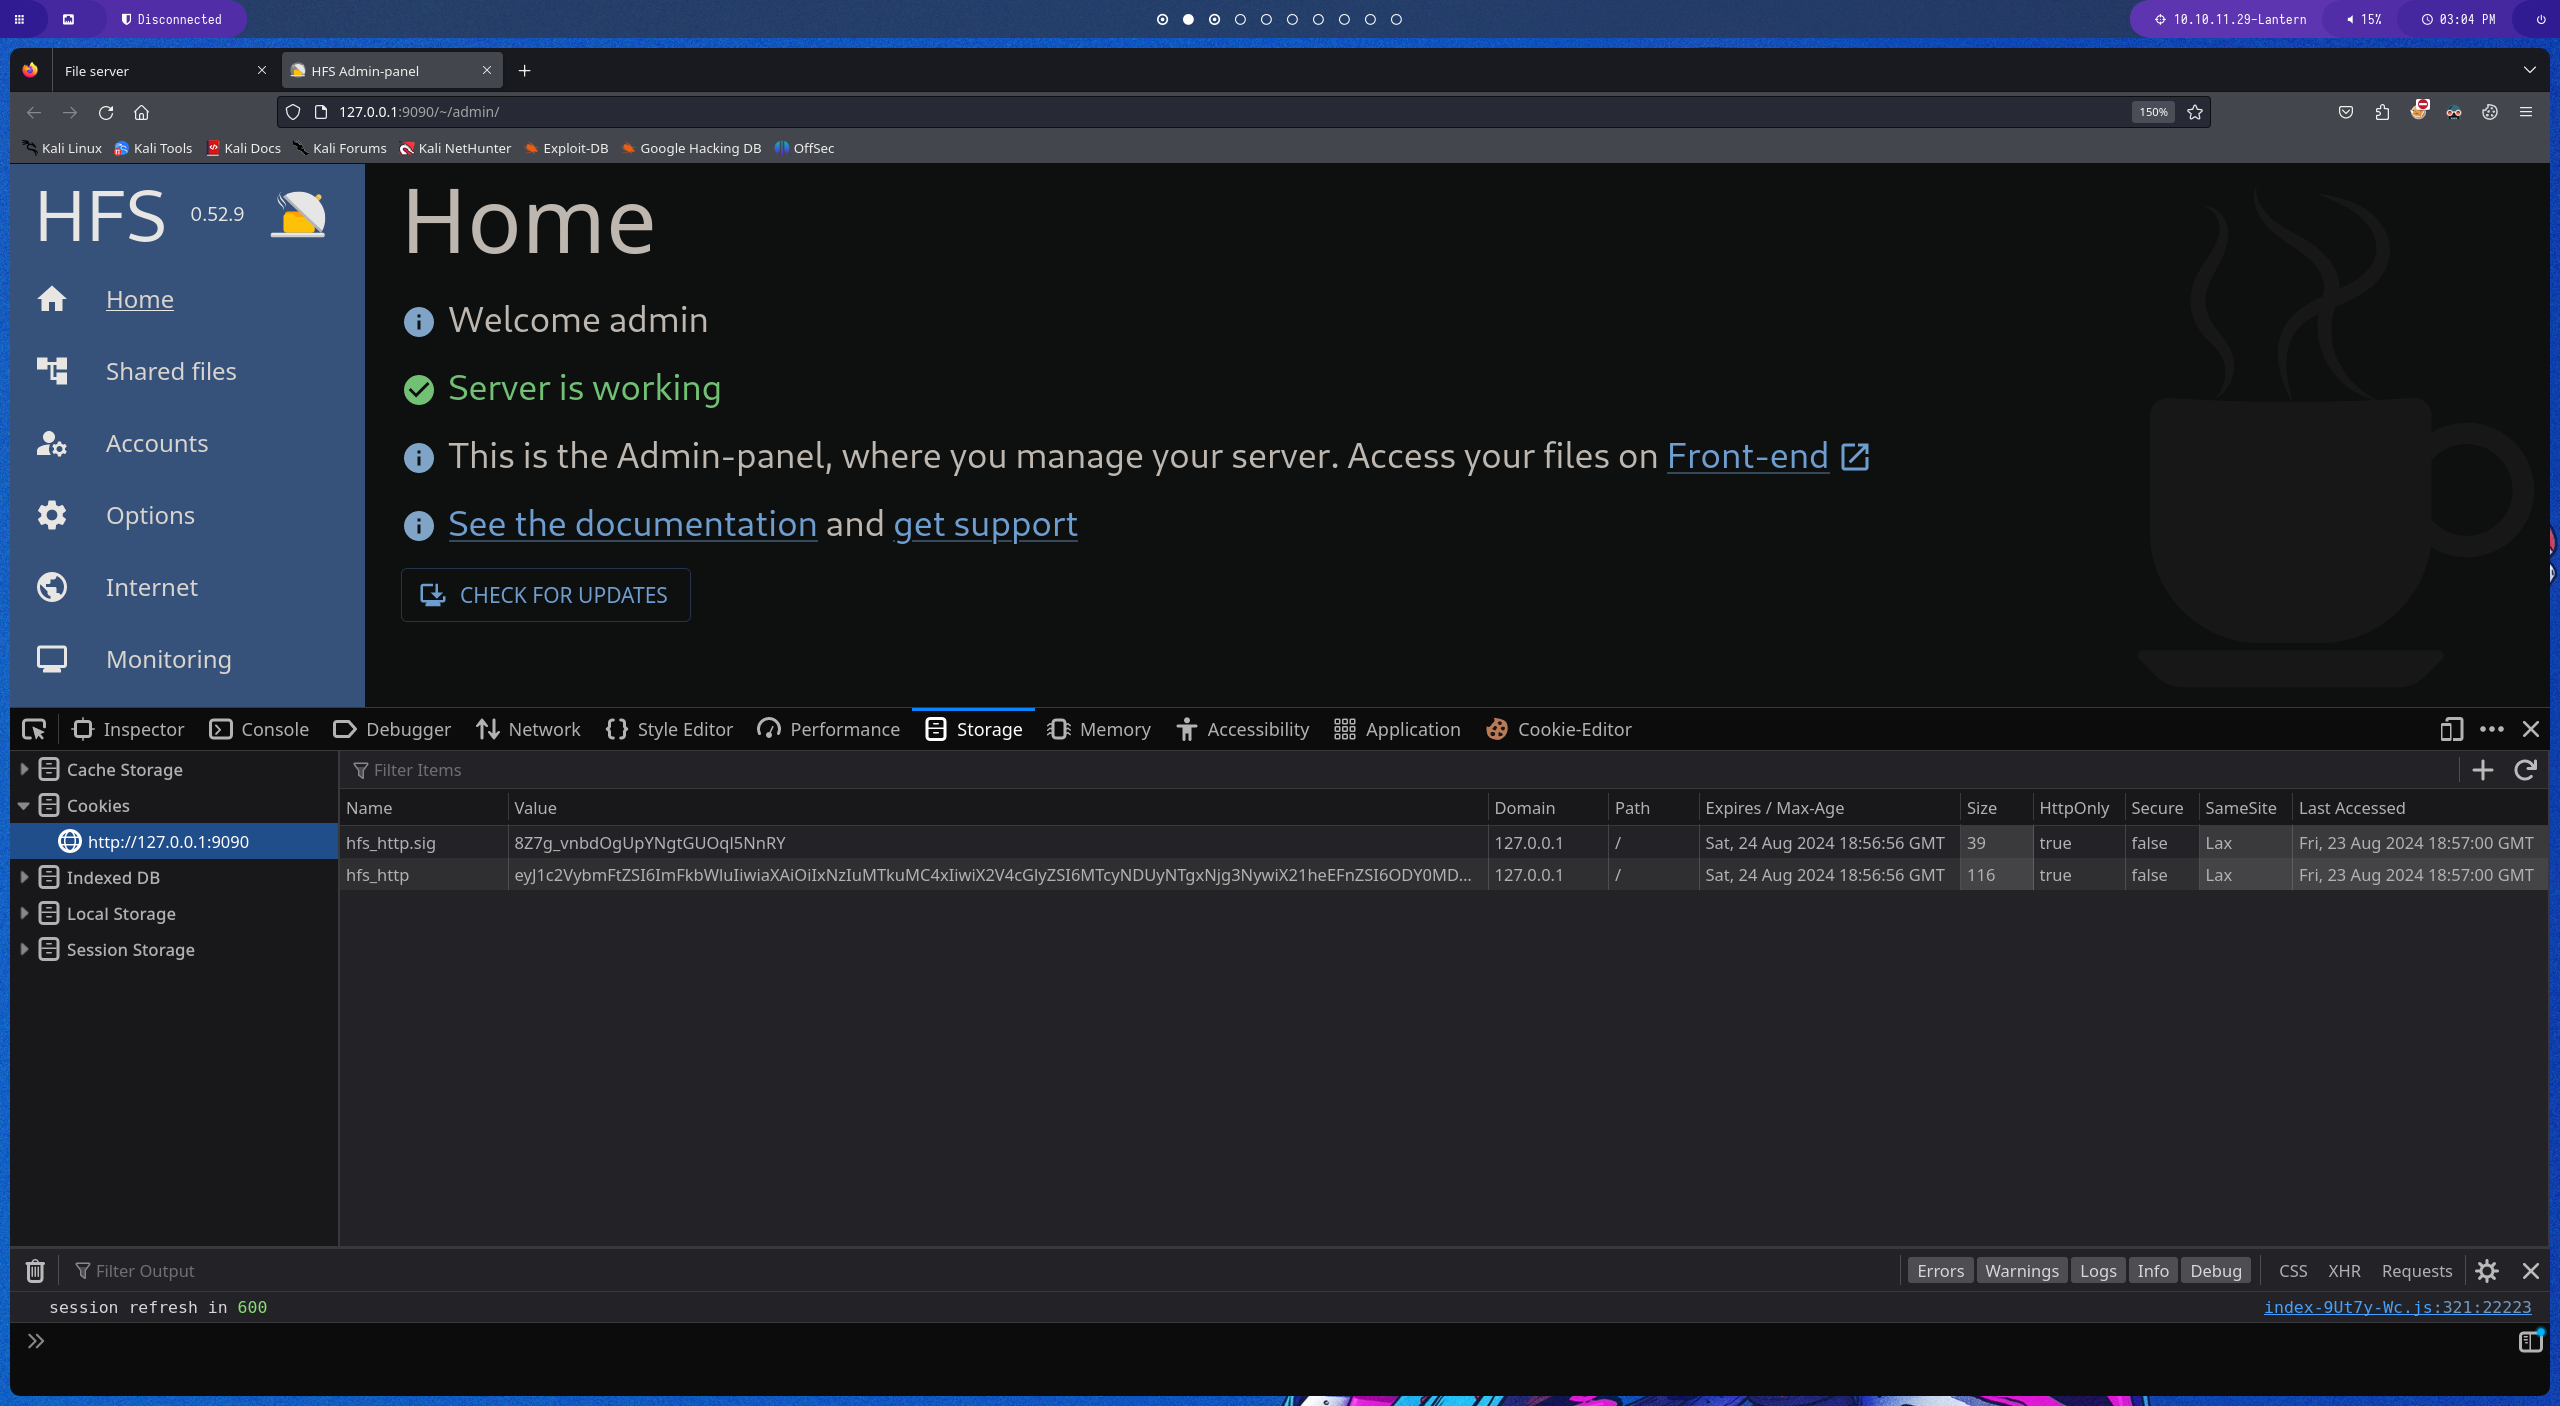 Disconnected
10.10.11.29-Lantern 15% 03:04 PM
File server HFS Admin-panel
127.0.0.1:9090/~/admin/ 150%
Kali Linux Kali Tools Kali Docs Kali Forums Kali NetHunter Exploit-DB Google Hacking DB OffSec
HFS 0.52.9
Home
Shared files
Accounts
Options
Internet
Monitoring
Home
Welcome admin
Server is working
This is the Admin-panel, where you manage your server. Access your files on Front-end
See the documentation and get support
CHECK FOR UPDATES
Inspector Console Debugger Network Style Editor Performance Storage Memory Accessibility Application Cookie-Editor
Cache Storage
Cookies
http://127.0.0.1:9090
Indexed DB
Local Storage
Session Storage
Filter Items
Name Value Domain Path Expires / Max-Age Size HttpOnly Secure SameSite Last Accessed
hfs_http.sig 8Z7g_vnbdOgUpYNgtGUOqI5NnRY 127.0.0.1 / Sat, 24 Aug 2024 18:56:56 GMT 39 true false Lax Fri, 23 Aug 2024 18:57:00 GMT
hfs_http eyJ1c2VybmFtZSI6ImFkbWluIiwiaXAiOiIxNzIuMTkuMC4xIiwiX2V4cGlyZSI6MTcyNDUyNTgxNjg3NywiX21heEFnZSI6ODY0MD... 127.0.0.1 / Sat, 24 Aug 2024 18:56:56 GMT 116 true false Lax Fri, 23 Aug 2024 18:57:00 GMT
Filter Output Errors Warnings Logs Info Debug CSS XHR Requests
session refresh in 600 index-9Ut7y-Wc.js:321:22223